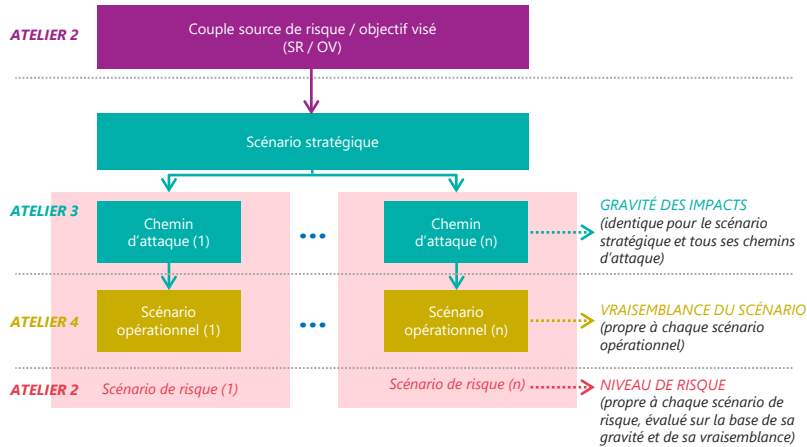 ATELIER 2
Couple source de risque / objectif visé
(SR / OV)
Scénario stratégique
ATELIER 3
Chemin
d'attaque (1)
...
Chemin
d'attaque (n)
GRAVITÉ DES IMPACTS
(identique pour le scénario
stratégique et tous ses chemins
d'attaque)
ATELIER 4
Scénario
opérationnel (1)
...
Scénario
opérationnel (n)
VRAISEMBLANCE DU SCÉNARIO
(propre à chaque scénario
opérationnel)
ATELIER 2
Scénario de risque (1)
Scénario de risque (n)
NIVEAU DE RISQUE
(propre à chaque scénario de
risque, évalué sur la base de sa
gravité et de sa vraisemblance)